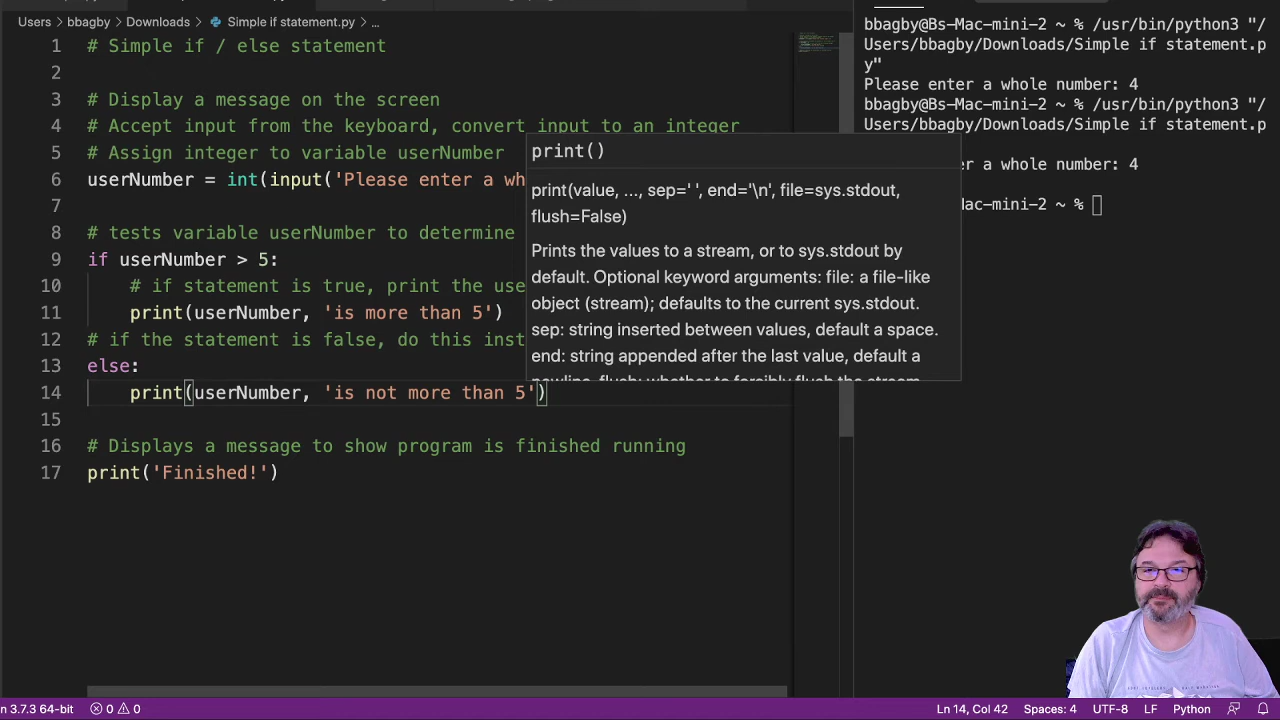 Users > bbagby > Downloads > Simple if statement.py > ...
1 # Simple if / else statement
2
3 # Display a message on the screen
4 # Accept input from the keyboard, convert input to an integer
5 # Assign integer to variable userNumber
6 userNumber = int(input('Please enter a wh
7
8 # tests variable userNumber to determine
9 if userNumber > 5:
10 # if statement is true, print the use
11 print(userNumber, 'is more than 5')
12 # if the statement is false, do this inst
13 else:
14 print(userNumber, 'is not more than 5')
15
16 # Displays a message to show program is finished running
17 print('Finished!')
print()
print(value, ..., sep=' ', end='\n', file=sys.stdout,
flush=False)
Prints the values to a stream, or to sys.stdout by
default. Optional keyword arguments: file: a file-like
object (stream); defaults to the current sys.stdout.
sep: string inserted between values, default a space.
end: string appended after the last value, default a
newline. flush: whether to forcibly flush the stream
bbagby@Bs-Mac-mini-2 ~ % /usr/bin/python3 "/
Users/bbagby/Downloads/Simple if statement.p
y"
Please enter a whole number: 4
bbagby@Bs-Mac-mini-2 ~ % /usr/bin/python3 "/
Users/bbagby/Downloads/Simple if statement.p
er a whole number: 4
Mac-mini-2 ~ %
n 3.7.3 64-bit 0 0 Ln 14, Col 42 Spaces: 4 UTF-8 LF Python